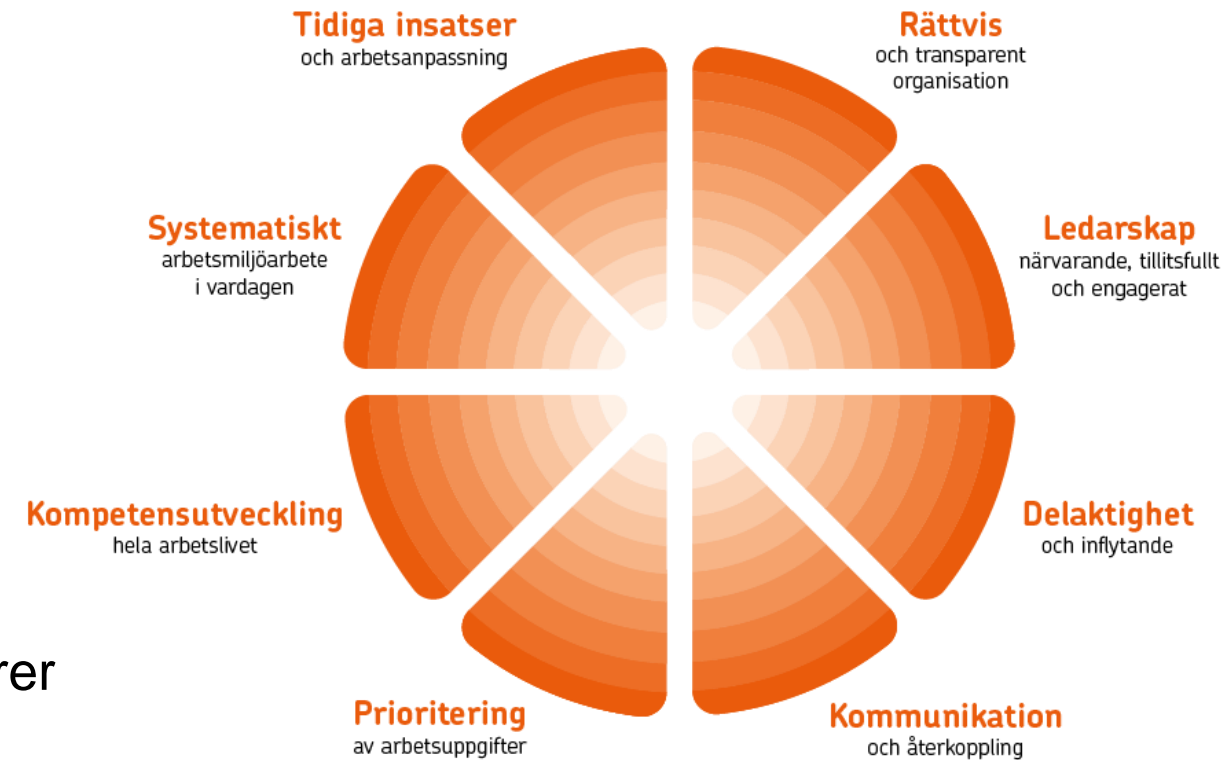 Tidiga insatser
och arbetsanpassning
Rättvis
och transparent
organisation
Ledarskap
närvarande, tillitsfullt
och engagerat
Delaktighet
och inflytande
Kommunikation
och återkoppling
Prioritering
av arbetsuppgifter
Kompetensutveckling
hela arbetslivet
Systematiskt
arbetsmiljöarbete
i vardagen
rer